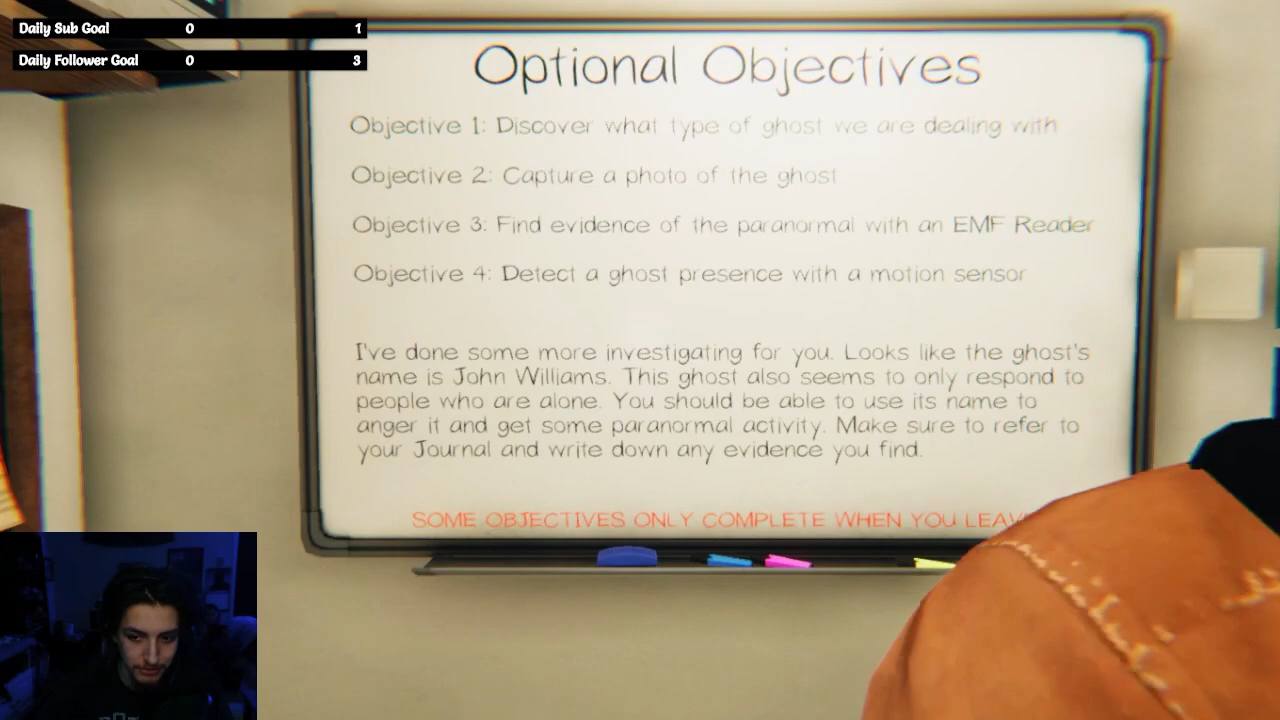 Daily Sub Goal 0 1
Daily Follower Goal 0 3
Optional Objectives
Objective 1: Discover what type of ghost we are dealing with
Objective 2: Capture a photo of the ghost
Objective 3: Find evidence of the paranormal with an EMF Reader
Objective 4: Detect a ghost presence with a motion sensor
I've done some more investigating for you. Looks like the ghost's
name is John Williams. This ghost also seems to only respond to
people who are alone. You should be able to use its name to
anger it and get some paranormal activity. Make sure to refer to
your Journal and write down any evidence you find.
SOME OBJECTIVES ONLY COMPLETE WHEN YOU